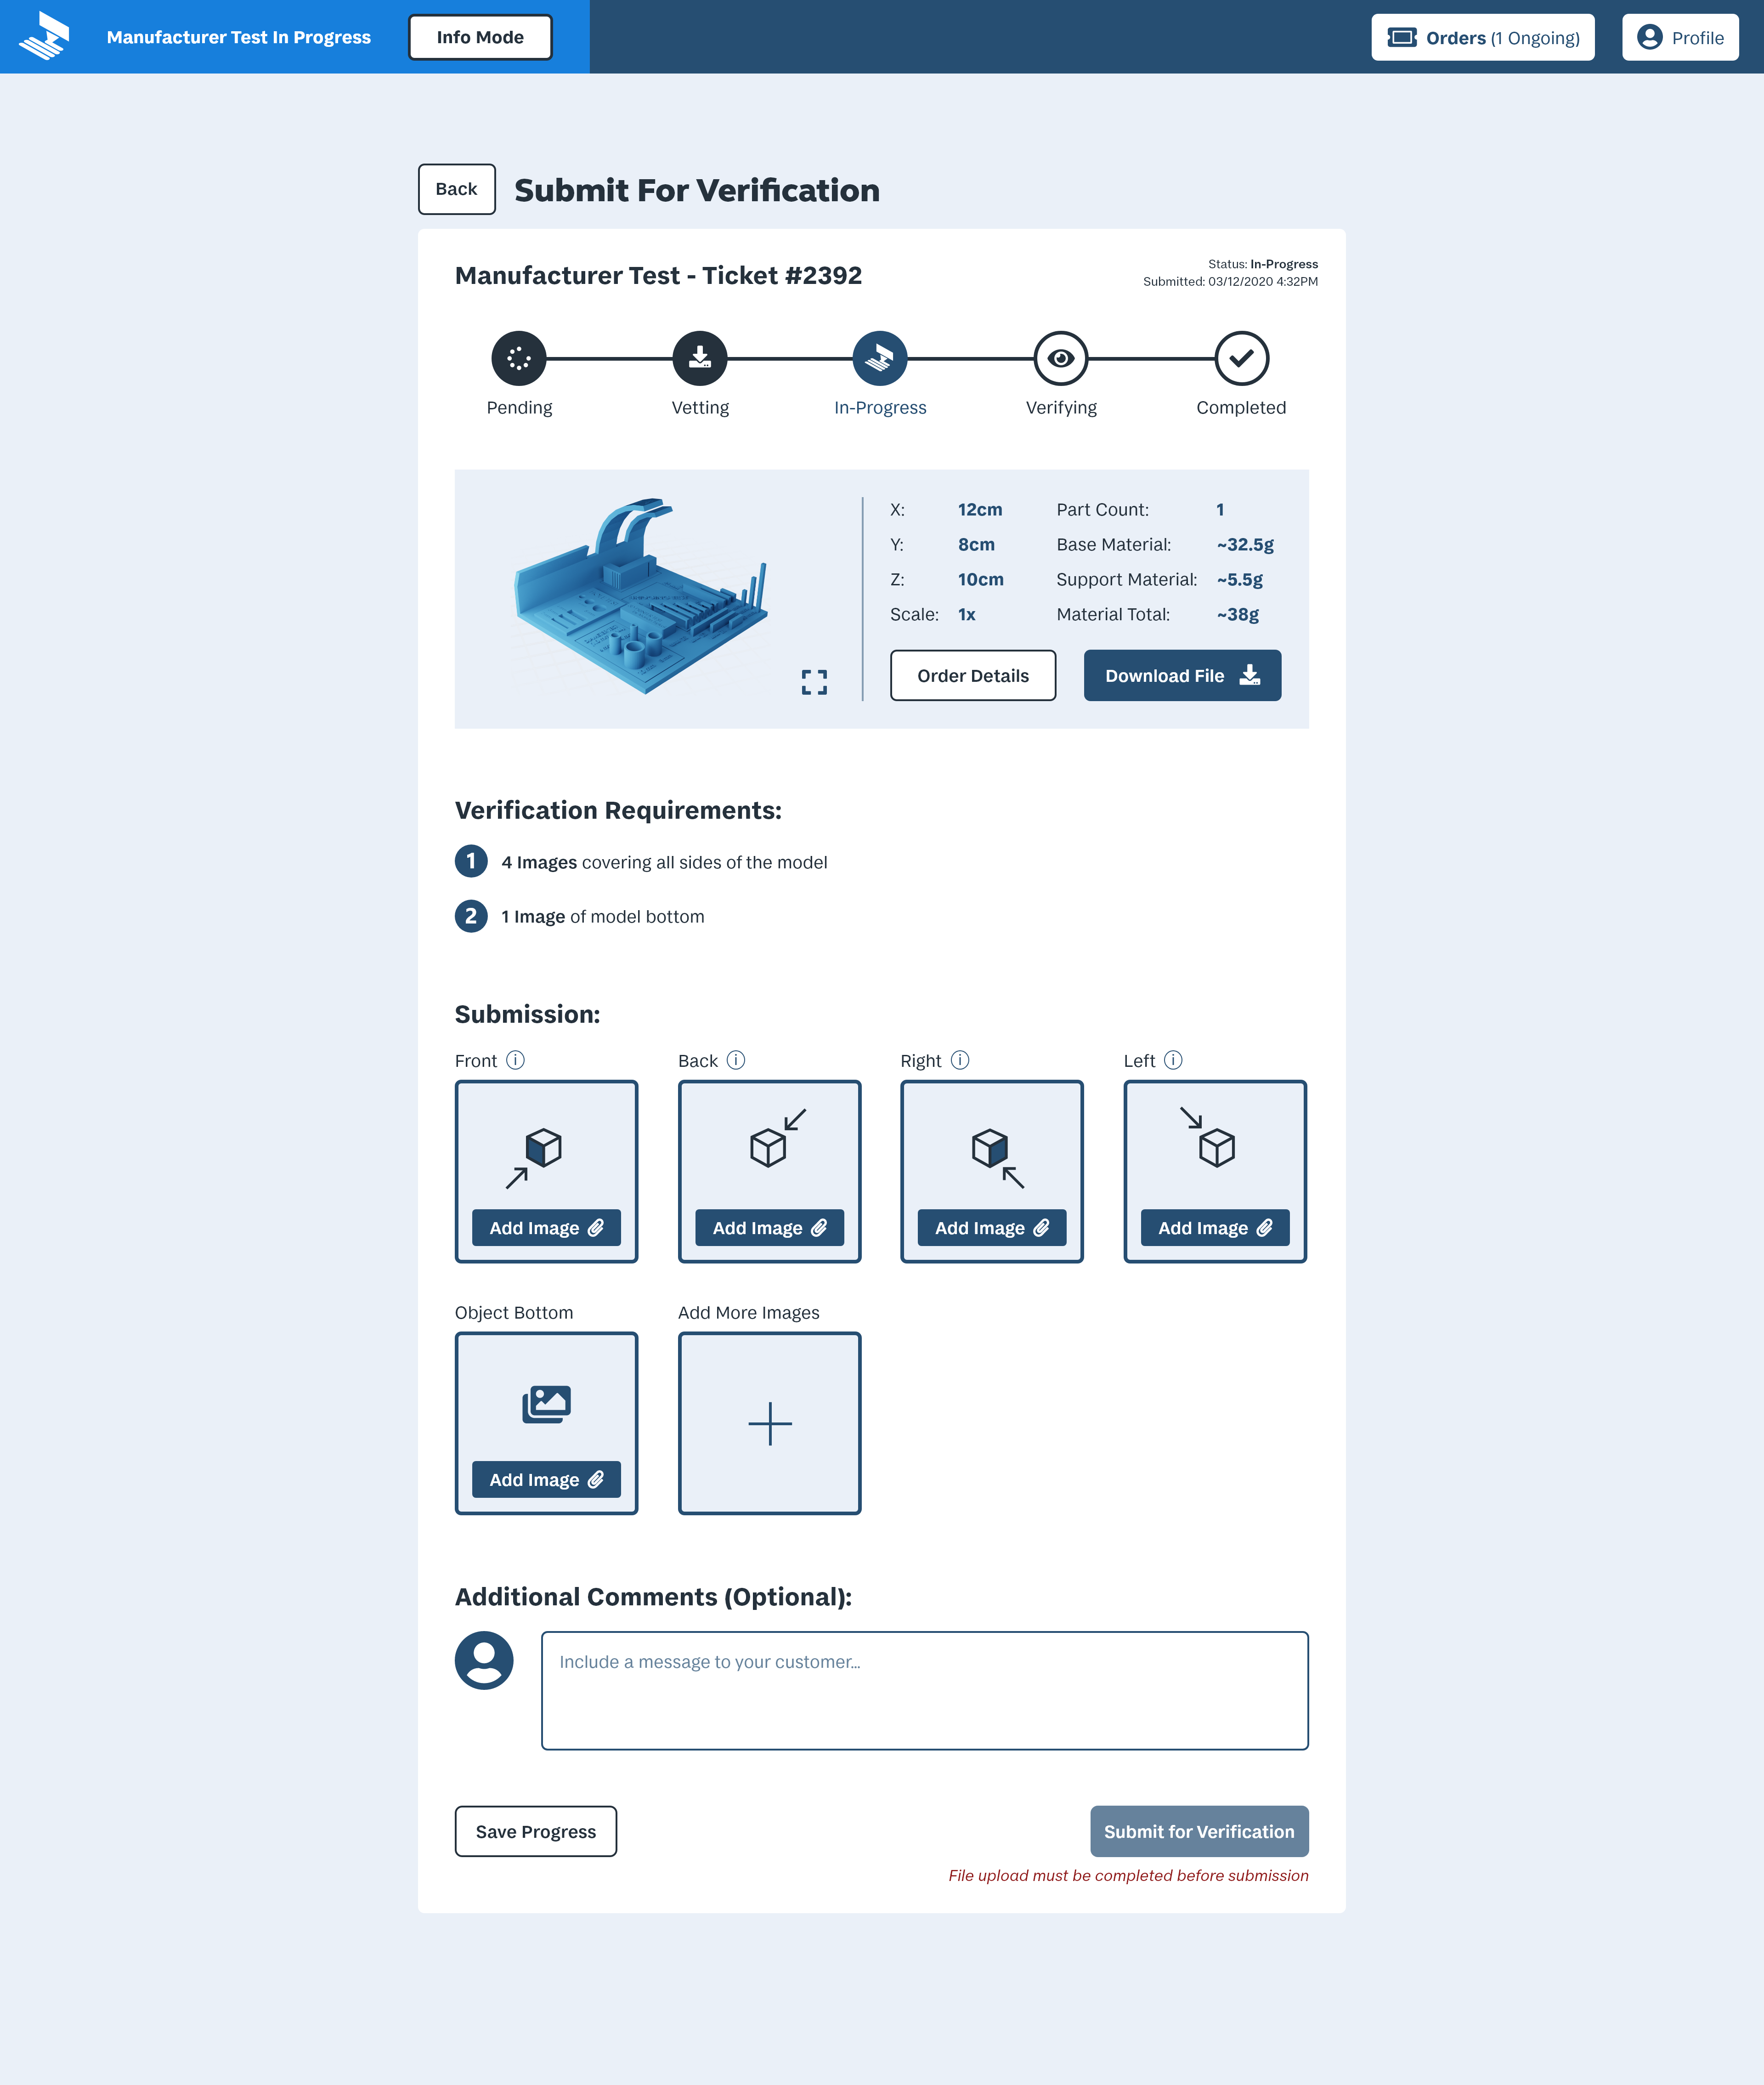 Manufacturer Test In Progress
Info Mode
Orders (1 Ongoing)
Profile
Back
Submit For Verification
Manufacturer Test - Ticket #2392
Status: In-Progress
Submitted: 03/12/2020 4:32PM
Pending
Vetting
In-Progress
Verifying
Completed
X: 12cm Part Count: 1
Y: 8cm Base Material: ~32.5g
Z: 10cm Support Material: ~5.5g
Scale: 1x Material Total: ~38g
Order Details
Download File
Verification Requirements:
1 4 Images covering all sides of the model
2 1 Image of model bottom
Submission:
Front
Back
Right
Left
Add Image
Add Image
Add Image
Add Image
Object Bottom
Add More Images
Add Image
Additional Comments (Optional):
Include a message to your customer...
Save Progress
Submit for Verification
File upload must be completed before submission